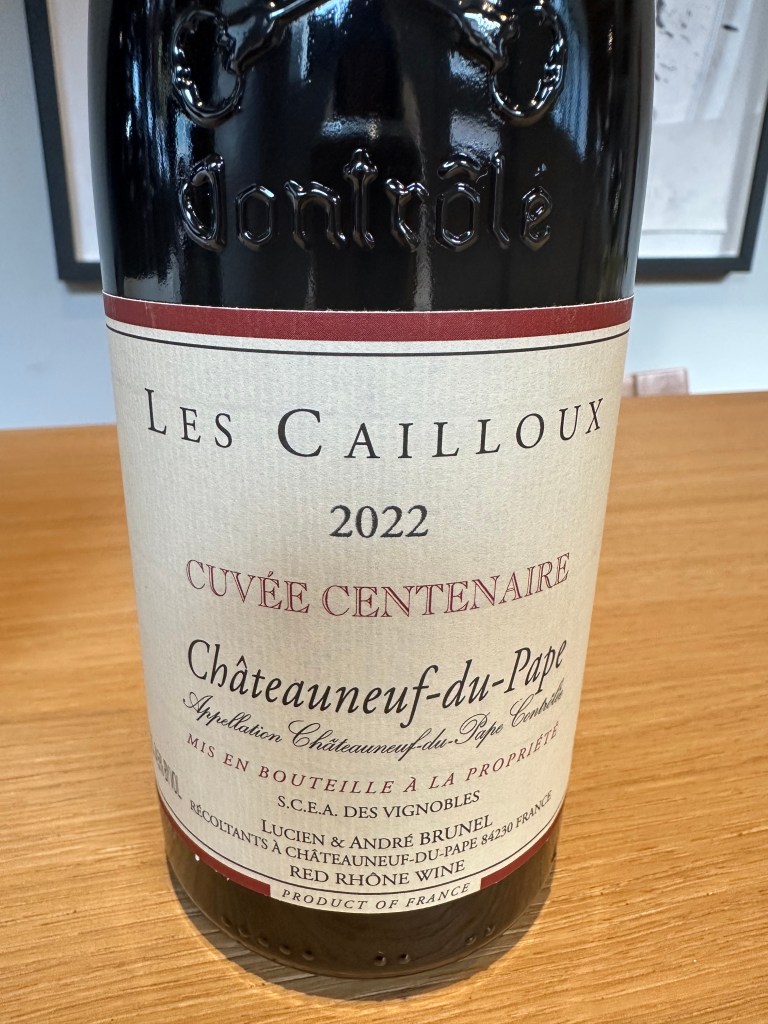 Contrôlé
LES CAILLOUX
2022
CUVÉE CENTENAIRE
Châteauneuf-du-Pape
Appellation Châteauneuf-du-Pape Contrôlée
MIS EN BOUTEILLE À LA PROPRIÉTÉ
S.C.E.A. DES VIGNOBLES
LUCIEN & ANDRÉ BRUNEL
RÉCOLTANTS À CHÂTEAUNEUF-DU-PAPE 84230 FRANCE
RED RHÔNE WINE
PRODUCT OF FRANCE